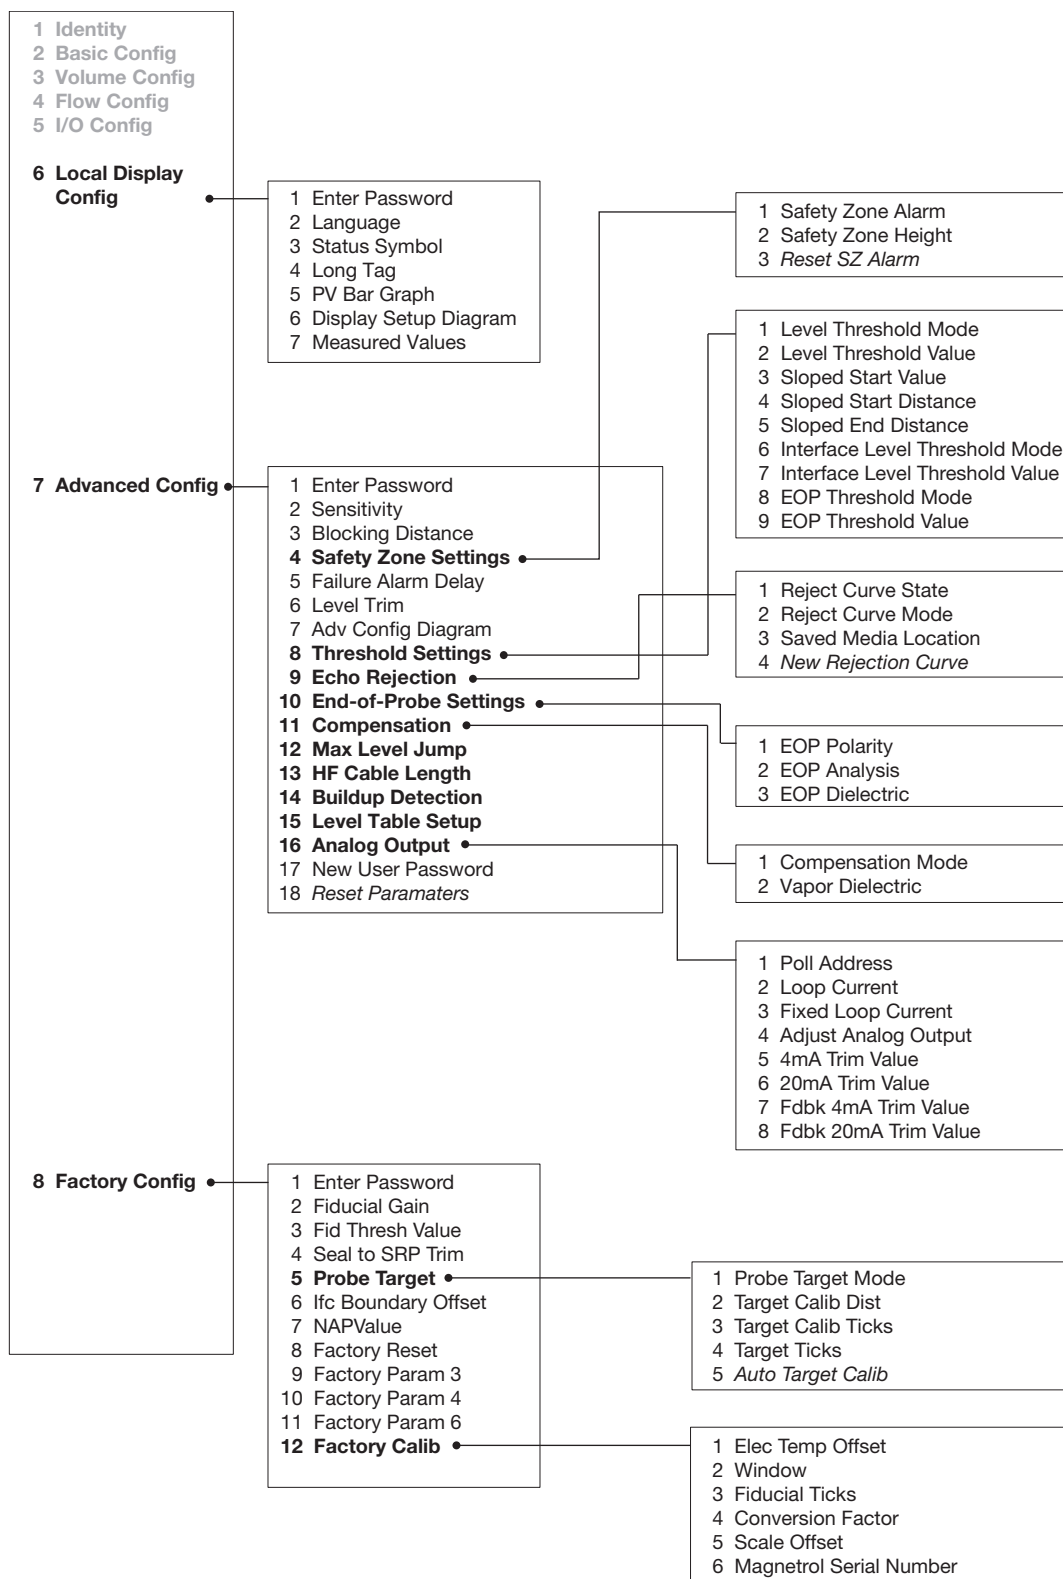 1 Identity
2 Basic Config
3 Volume Config
4 Flow Config
5 I/O Config
6 Local Display
Config
1 Enter Password
2 Language
3 Status Symbol
4 Long Tag
5 PV Bar Graph
6 Display Setup Diagram
7 Measured Values
7 Advanced Config
1 Enter Password
2 Sensitivity
3 Blocking Distance
4 Safety Zone Settings
5 Failure Alarm Delay
6 Level Trim
7 Adv Config Diagram
8 Threshold Settings
9 Echo Rejection
10 End-of-Probe Settings
11 Compensation
12 Max Level Jump
13 HF Cable Length
14 Buildup Detection
15 Level Table Setup
16 Analog Output
17 New User Password
18 Reset Paramaters
1 Safety Zone Alarm
2 Safety Zone Height
3 Reset SZ Alarm
1 Level Threshold Mode
2 Level Threshold Value
3 Sloped Start Value
4 Sloped Start Distance
5 Sloped End Distance
6 Interface Level Threshold Mode
7 Interface Level Threshold Value
8 EOP Threshold Mode
9 EOP Threshold Value
1 Reject Curve State
2 Reject Curve Mode
3 Saved Media Location
4 New Rejection Curve
1 EOP Polarity
2 EOP Analysis
3 EOP Dielectric
1 Compensation Mode
2 Vapor Dielectric
1 Poll Address
2 Loop Current
3 Fixed Loop Current
4 Adjust Analog Output
5 4mA Trim Value
6 20mA Trim Value
7 Fdbk 4mA Trim Value
8 Fdbk 20mA Trim Value
8 Factory Config
1 Enter Password
2 Fiducial Gain
3 Fid Thresh Value
4 Seal to SRP Trim
5 Probe Target
6 Ifc Boundary Offset
7 NAPValue
8 Factory Reset
9 Factory Param 3
10 Factory Param 4
11 Factory Param 6
12 Factory Calib
1 Probe Target Mode
2 Target Calib Dist
3 Target Calib Ticks
4 Target Ticks
5 Auto Target Calib
1 Elec Temp Offset
2 Window
3 Fiducial Ticks
4 Conversion Factor
5 Scale Offset
6 Magnetrol Serial Number